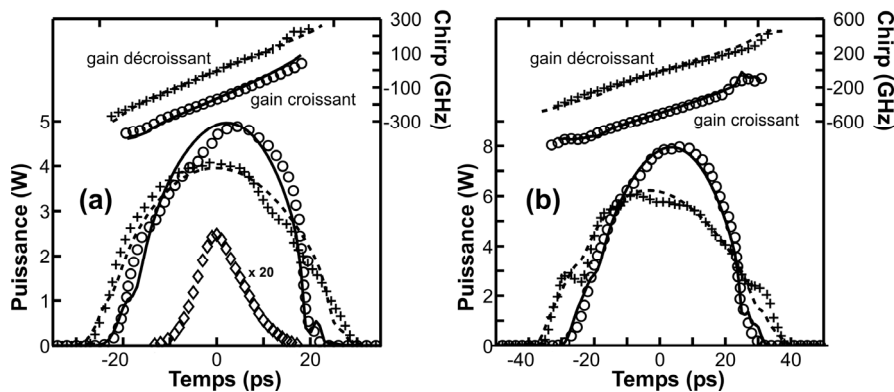 300
100
-100
-300
Chirp (GHz)
gain décroissant
gain croissant
5
4
3
2
1
0
Puissance (W)
(a)
x 20
-20
0
20
Temps (ps)
600
200
-200
-600
Chirp (GHz)
gain décroissant
gain croissant
8
6
4
2
0
Puissance (W)
(b)
-40
-20
0
20
40
Temps (ps)